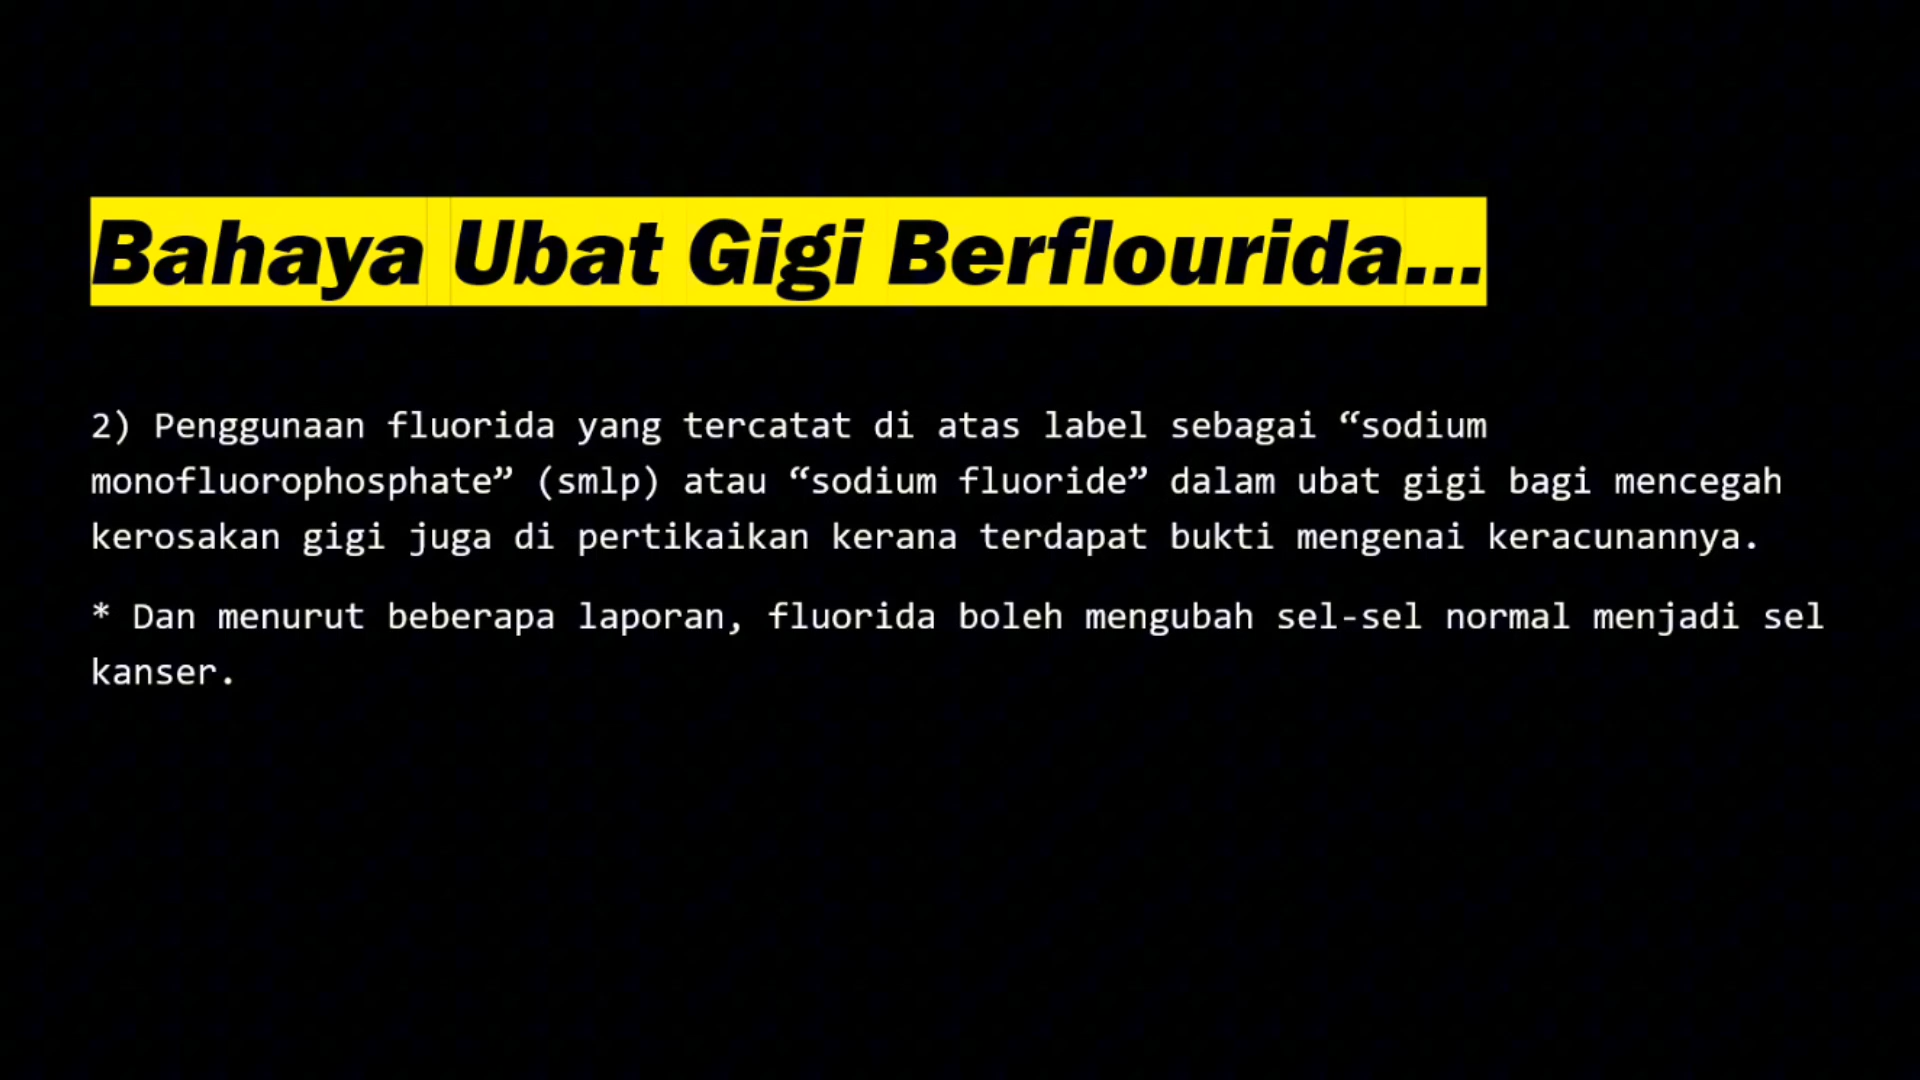 Bahaya Ubat Gigi Berflourida...
2) Penggunaan fluorida yang tercatat di atas label sebagai “sodium
monofluorophosphate” (smlp) atau “sodium fluoride” dalam ubat gigi bagi mencegah
kerosakan gigi juga di pertikaikan kerana terdapat bukti mengenai keracunannya.
* Dan menurut beberapa laporan, fluorida boleh mengubah sel-sel normal menjadi sel
kanser.